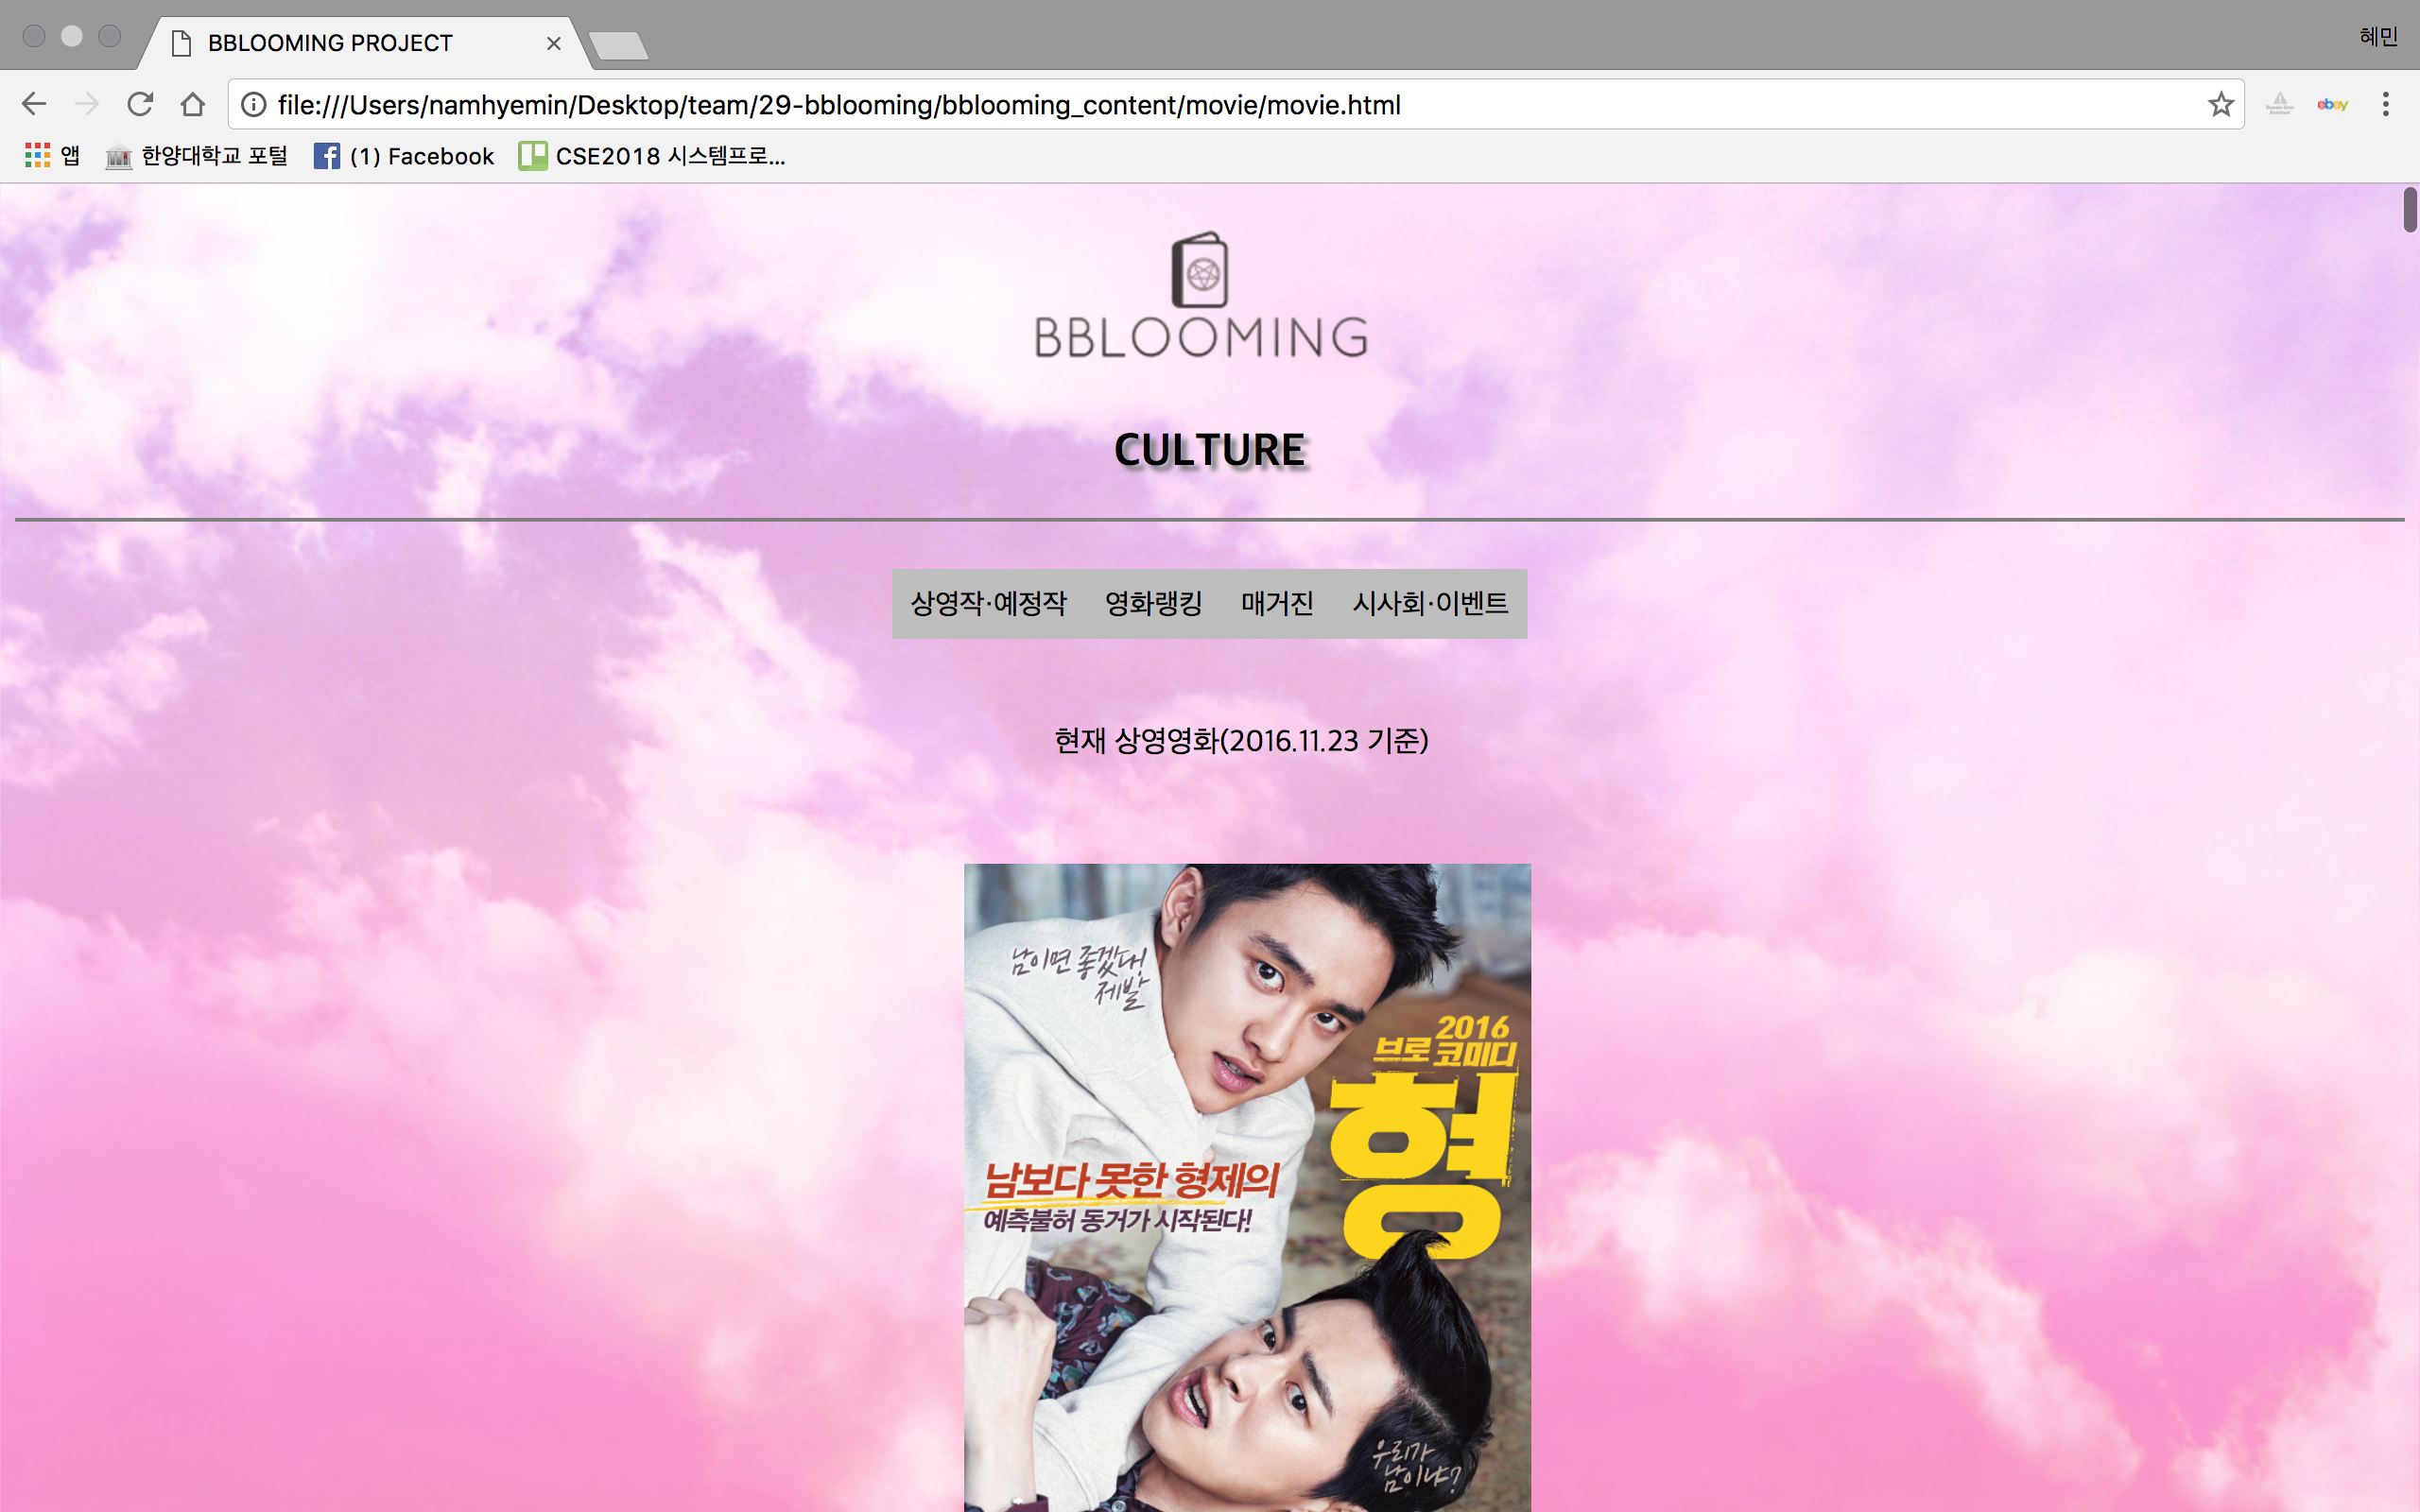 BBLOOMING PROJECT
혜민
file:///Users/namhyemin/Desktop/team/29-bblooming/bblooming_content/movie/movie.html
ebay
앱
한양대학교 포털
(1) Facebook
CSE2018 시스템프로...
BBLOOMING
CULTURE
상영작·예정작 영화랭킹 매거진 시사회·이벤트
현재 상영영화(2016.11.23 기준)
남이면 좋겠다!
제발
2016
브로 코미디
형
남보다 못한 형제의
예측불허 동거가 시작된다!
우리가
남이냐?